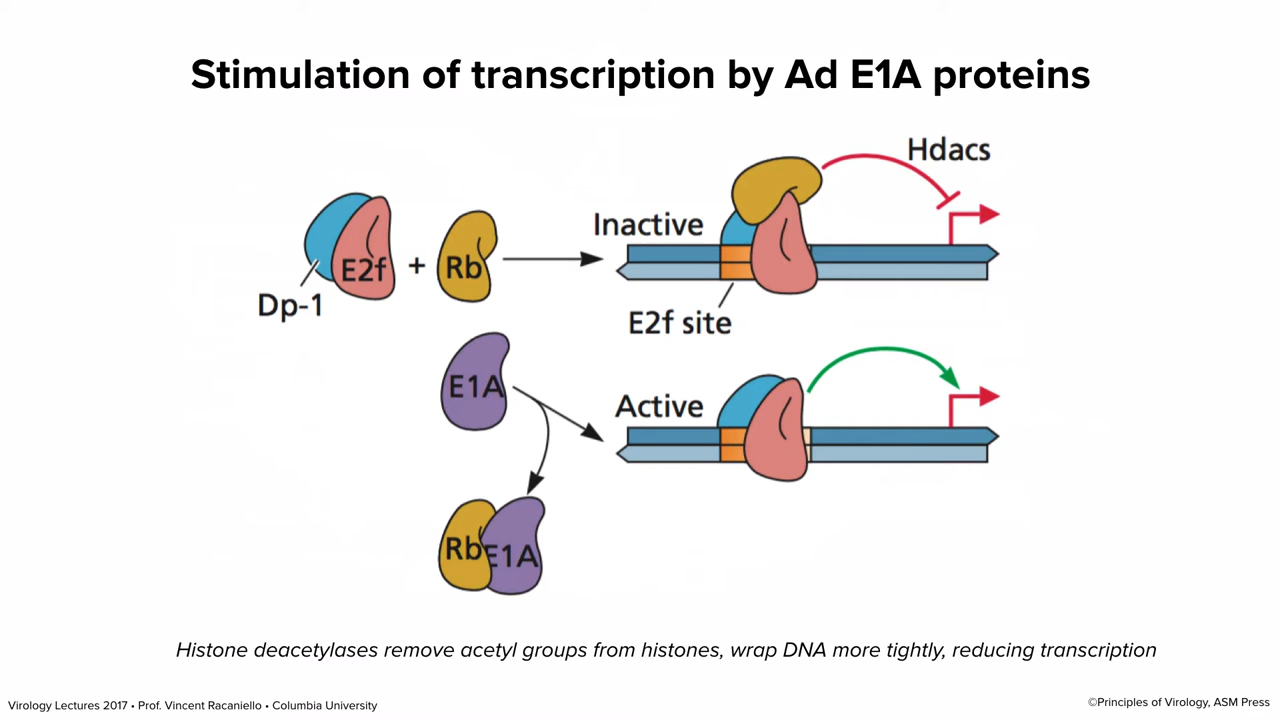 Stimulation of transcription by Ad E1A proteins
Hdacs
Inactive
E2f + Rb
Dp-1
E2f site
E1A
Active
Rb E1A
Histone deacetylases remove acetyl groups from histones, wrap DNA more tightly, reducing transcription
Virology Lectures 2017 • Prof. Vincent Racaniello • Columbia University
©Principles of Virology, ASM Press